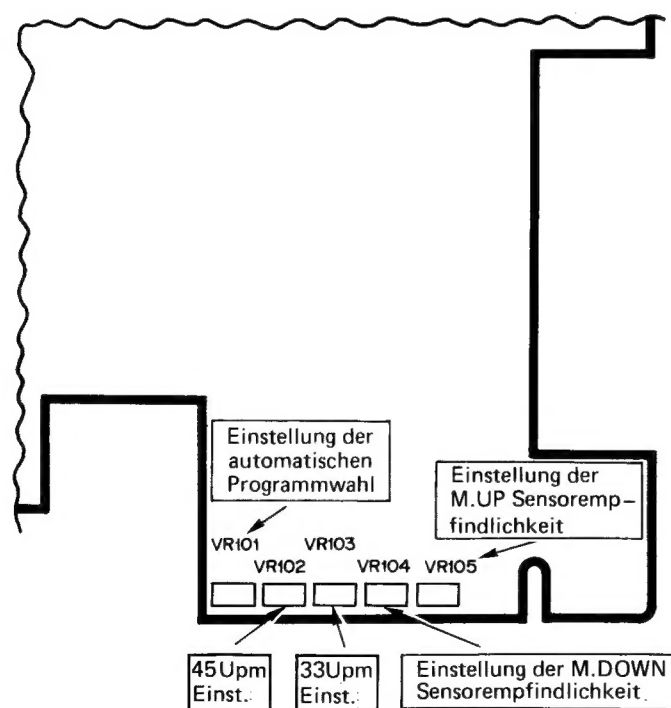 Einstellung der
automatischen
Programmwahl
Einstellung der
M.UP Sensoremp-
findlichkeit
VR101
VR103
VR102
VR104
VR105
45Upm
Einst.:
33Upm
Einst.:
Einstellung der M.DOWN
Sensorempfindlichkeit.